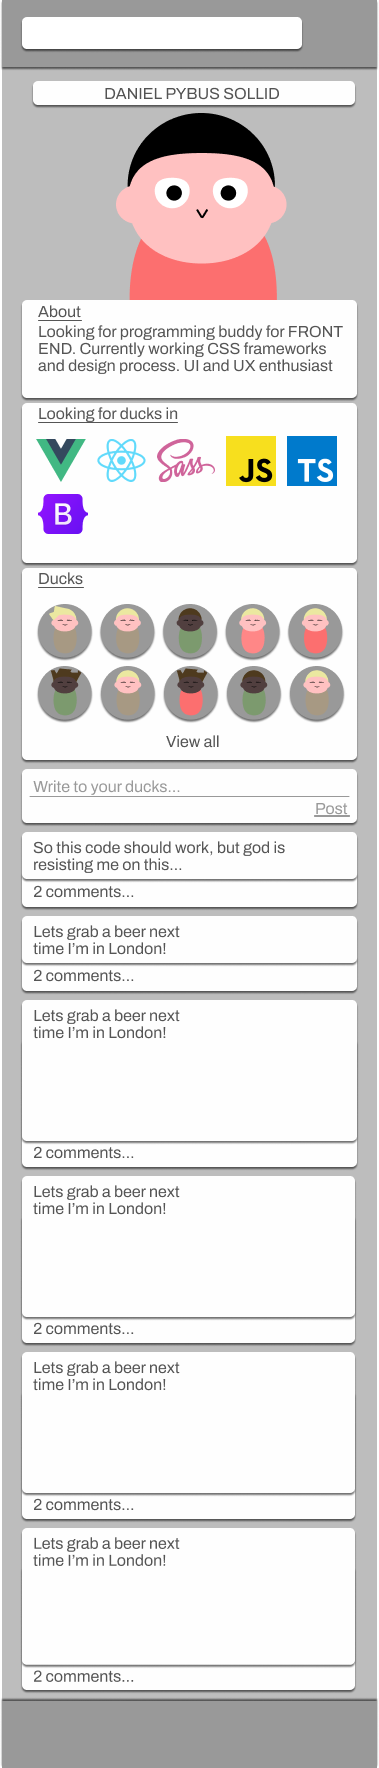 DANIEL PYBUS SOLLID
About
Looking for programming buddy for FRONT
END. Currently working CSS frameworks
and design process. UI and UX enthusiast
Looking for ducks in
Sass
JS
TS
B
Ducks
View all
Write to your ducks...
Post
So this code should work, but god is
resisting me on this...
2 comments...
Lets grab a beer next
time I’m in London!
2 comments...
Lets grab a beer next
time I’m in London!
2 comments...
Lets grab a beer next
time I’m in London!
2 comments...
Lets grab a beer next
time I’m in London!
2 comments...
Lets grab a beer next
time I’m in London!
2 comments...